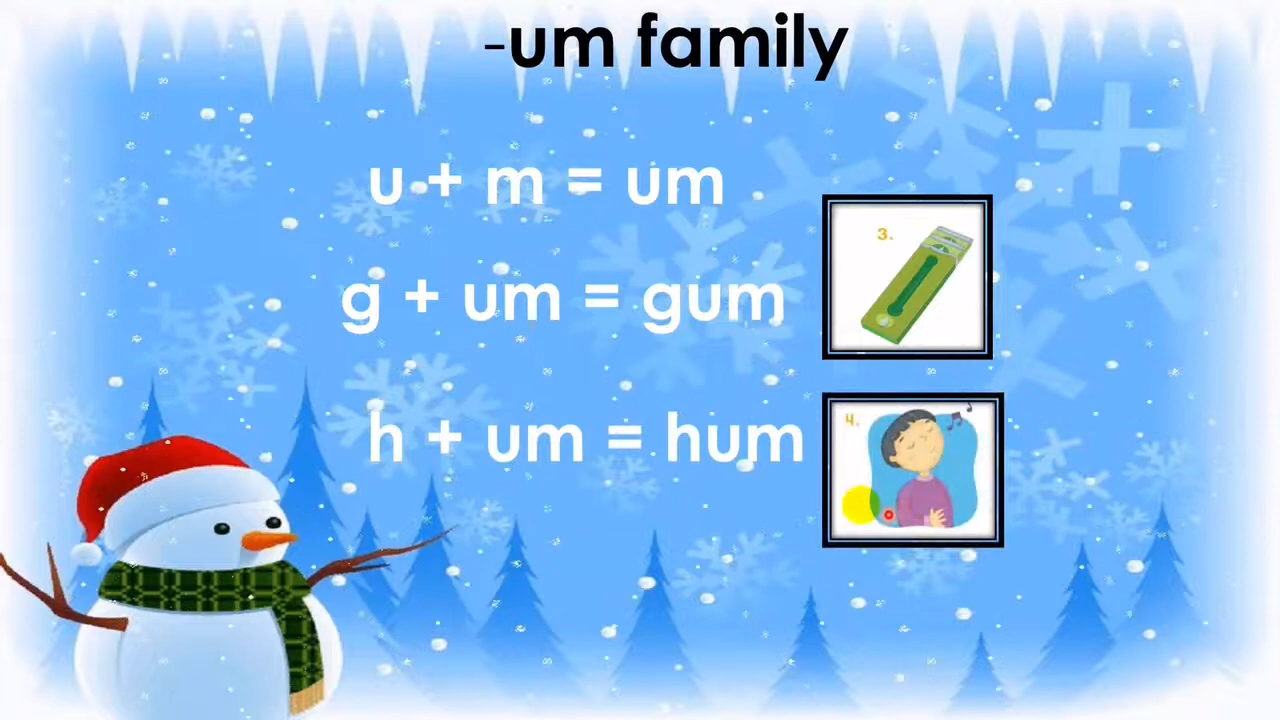 -um family
u + m = um
3.
g + um = gum
4.
h + um = hum